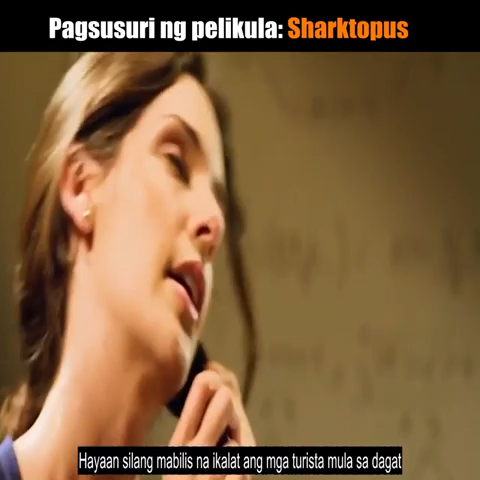 Pagsusuri ng pelikula: Sharktopus
Hayaan silang mabilis na ikalat ang mga turista mula sa dagat